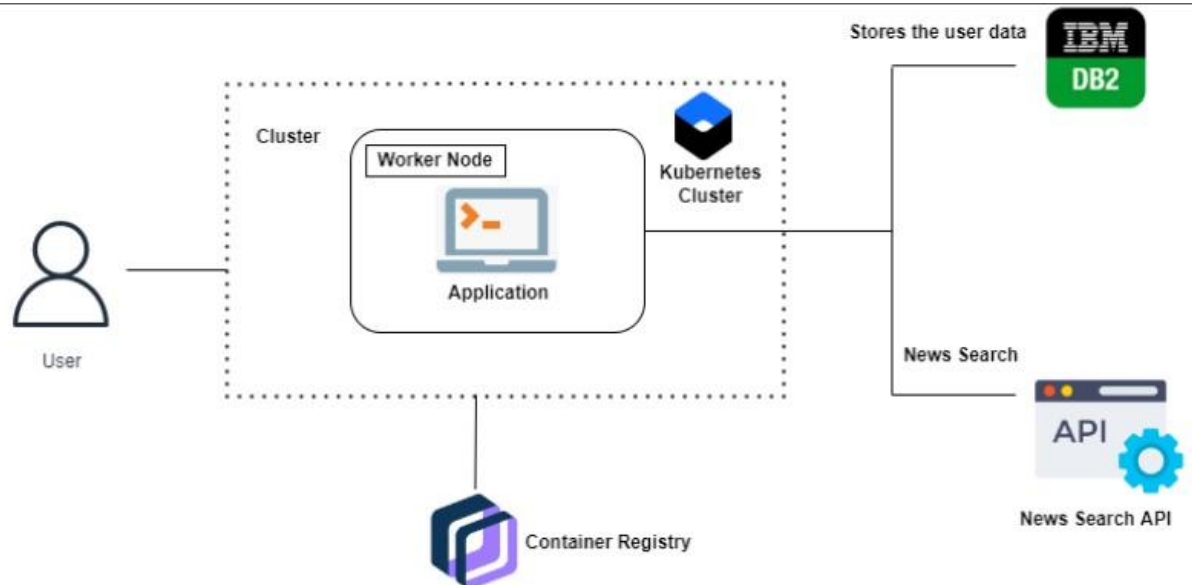 Stores the user data
IBM
DB2
Cluster
Worker Node
Kubernetes
Cluster
>_
Application
User
News Search
API
News Search API
Container Registry